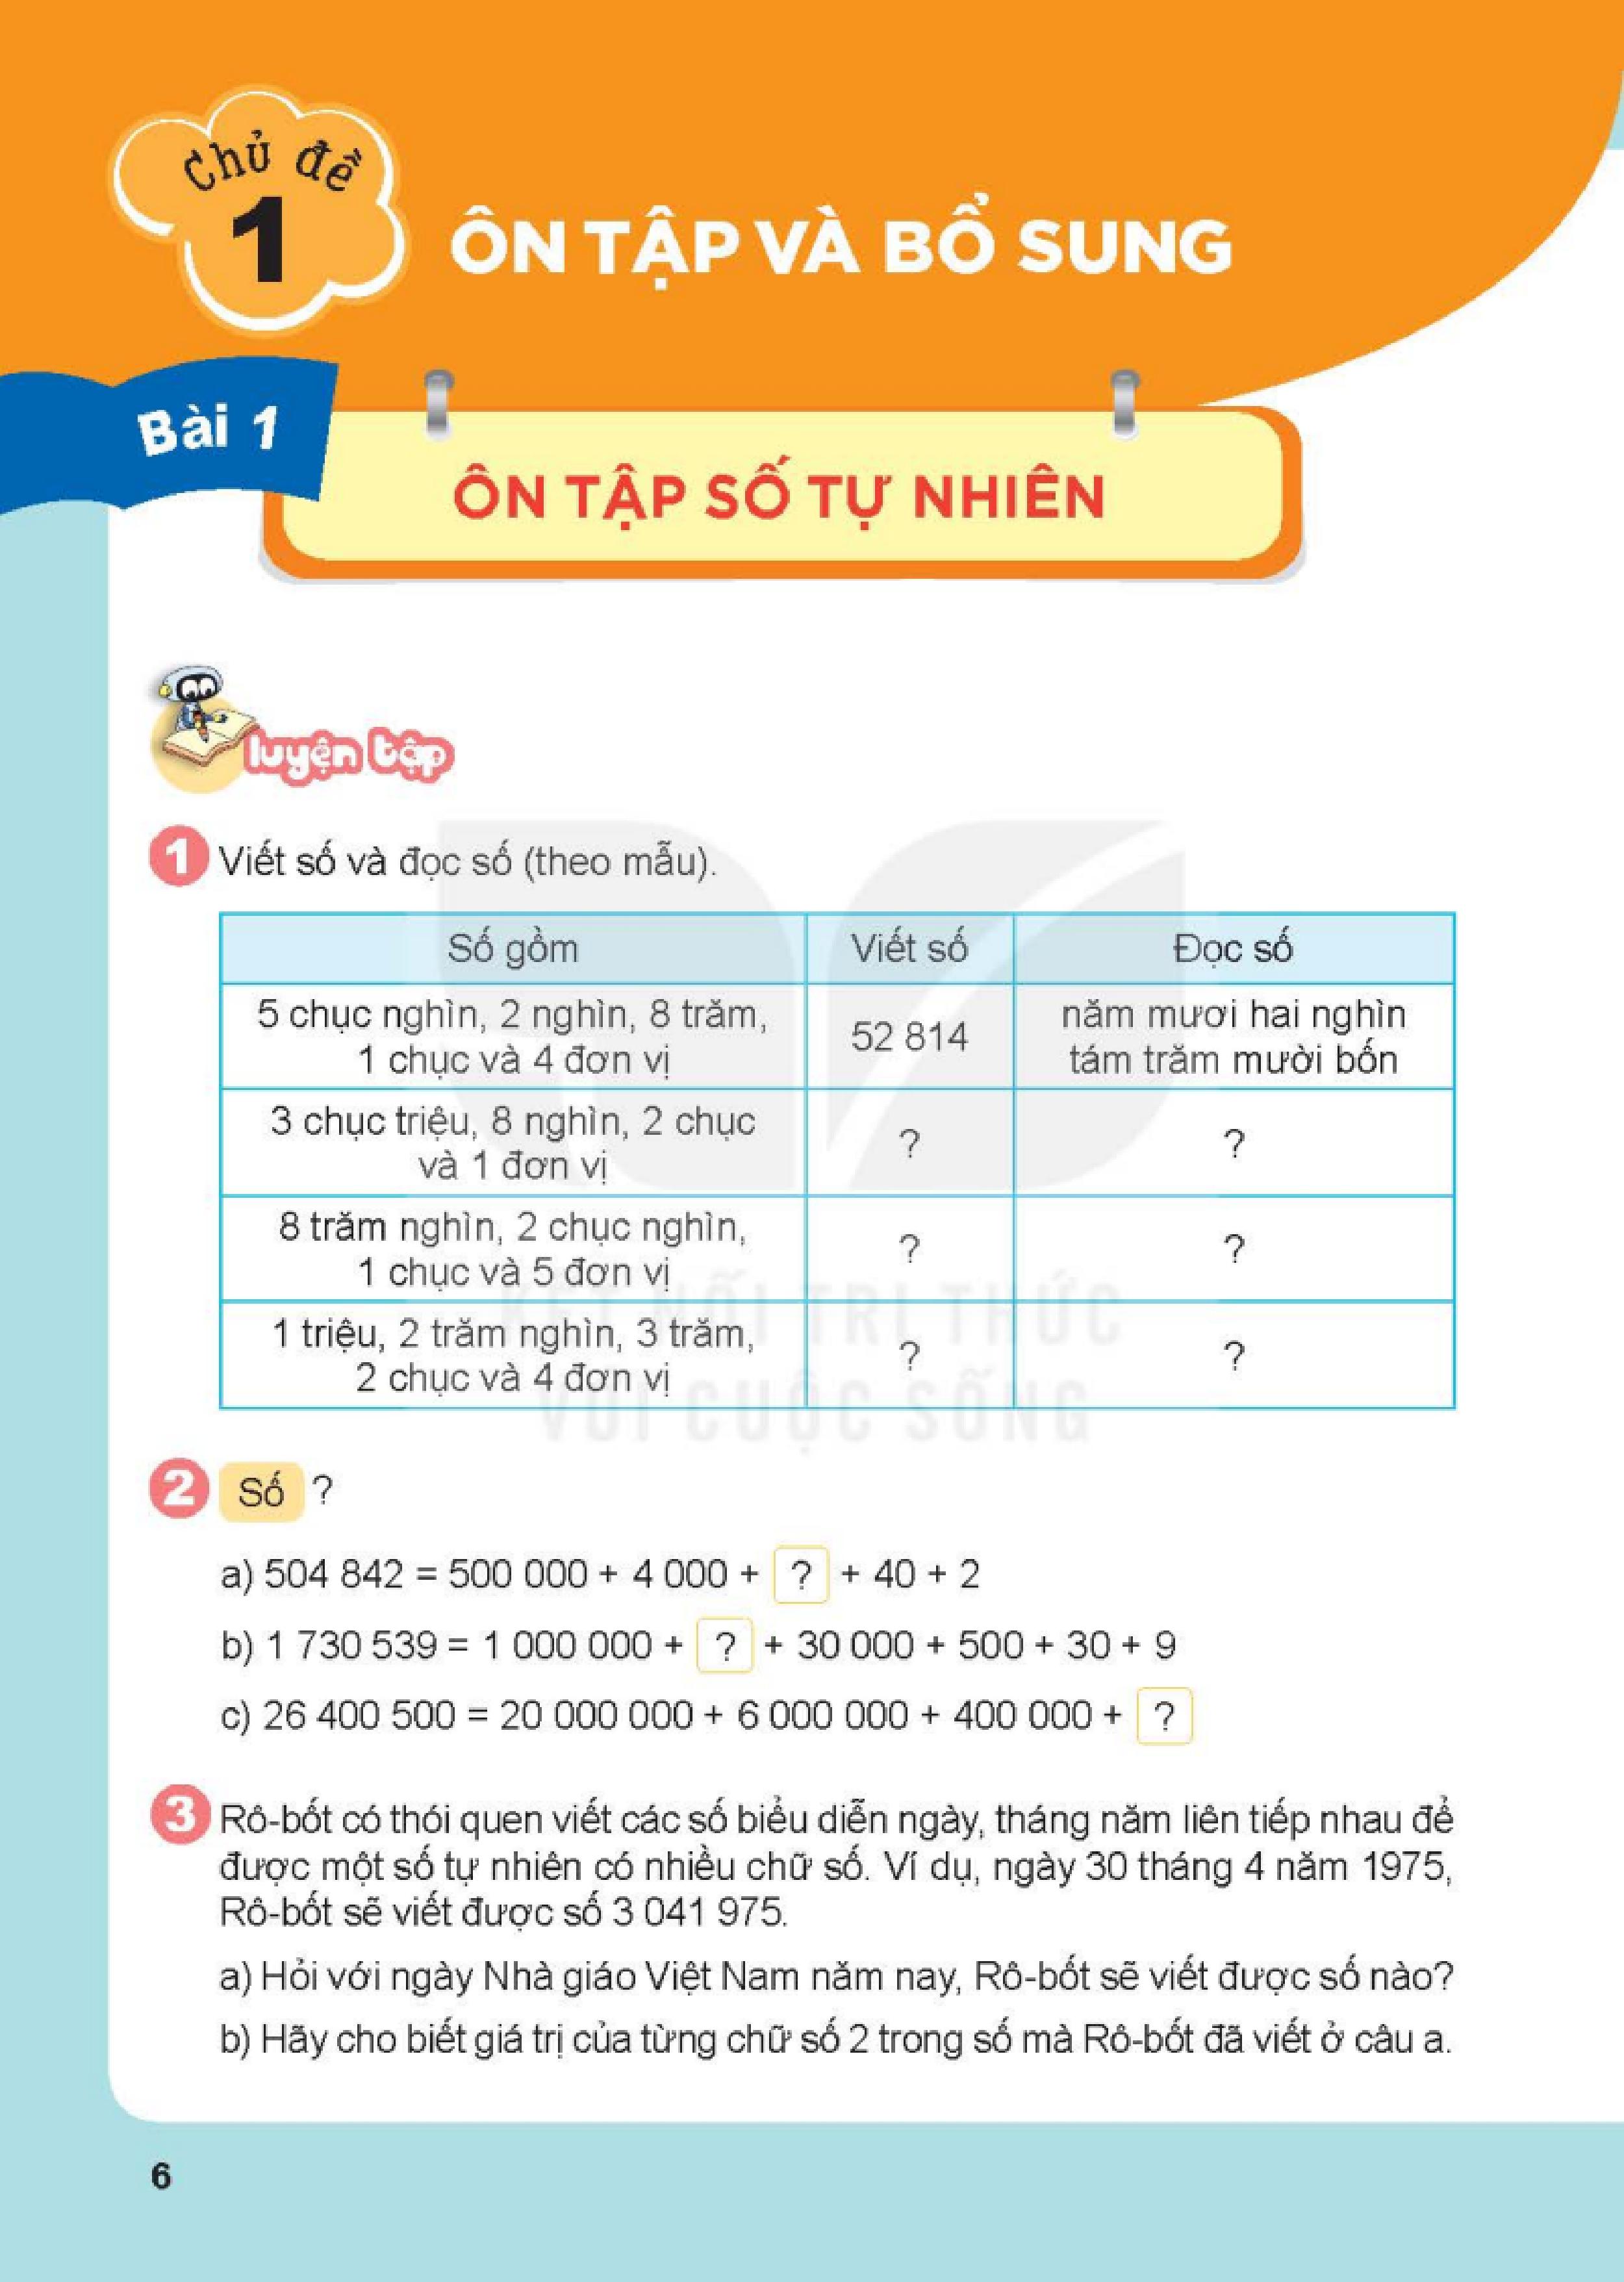 Chủ đề
1
ÔN TẬP VÀ BỔ SUNG
Bài 1
ÔN TẬP SỐ TỰ NHIÊN
luyện tập
1 Viết số và đọc số (theo mẫu).
Số gồm Viết số Đọc số
5 chục nghìn, 2 nghìn, 8 trăm,
1 chục và 4 đơn vị
52 814
năm mươi hai nghìn
tám trăm mười bốn
3 chục triệu, 8 nghìn, 2 chục
và 1 đơn vị
? ?
8 trăm nghìn, 2 chục nghìn,
1 chục và 5 đơn vị
? ?
1 triệu, 2 trăm nghìn, 3 trăm,
2 chục và 4 đơn vị
? ?
KẾT NỐI TRI THỨC
VỚI CUỘC SỐNG
2 Số ?
a) 504 842 = 500 000 + 4 000 + ? + 40 + 2
b) 1 730 539 = 1 000 000 + ? + 30 000 + 500 + 30 + 9
c) 26 400 500 = 20 000 000 + 6 000 000 + 400 000 + ?
3 Rô-bốt có thói quen viết các số biểu diễn ngày, tháng năm liên tiếp nhau để
được một số tự nhiên có nhiều chữ số. Ví dụ, ngày 30 tháng 4 năm 1975,
Rô-bốt sẽ viết được số 3 041 975.
a) Hỏi với ngày Nhà giáo Việt Nam năm nay, Rô-bốt sẽ viết được số nào?
b) Hãy cho biết giá trị của từng chữ số 2 trong số mà Rô-bốt đã viết ở câu a.
6